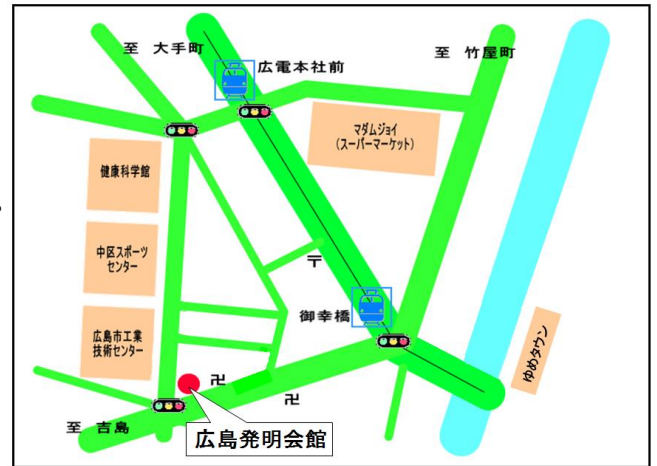 至 大手町
広電本社前
至 竹屋町
マダムジョイ
(スーパーマーケット)
健康科学館
中区スポーツ
センター
〒
御幸橋
広島市工業
技術センター
ゆめタウン
卍
卍
至 吉島
広島発明会館